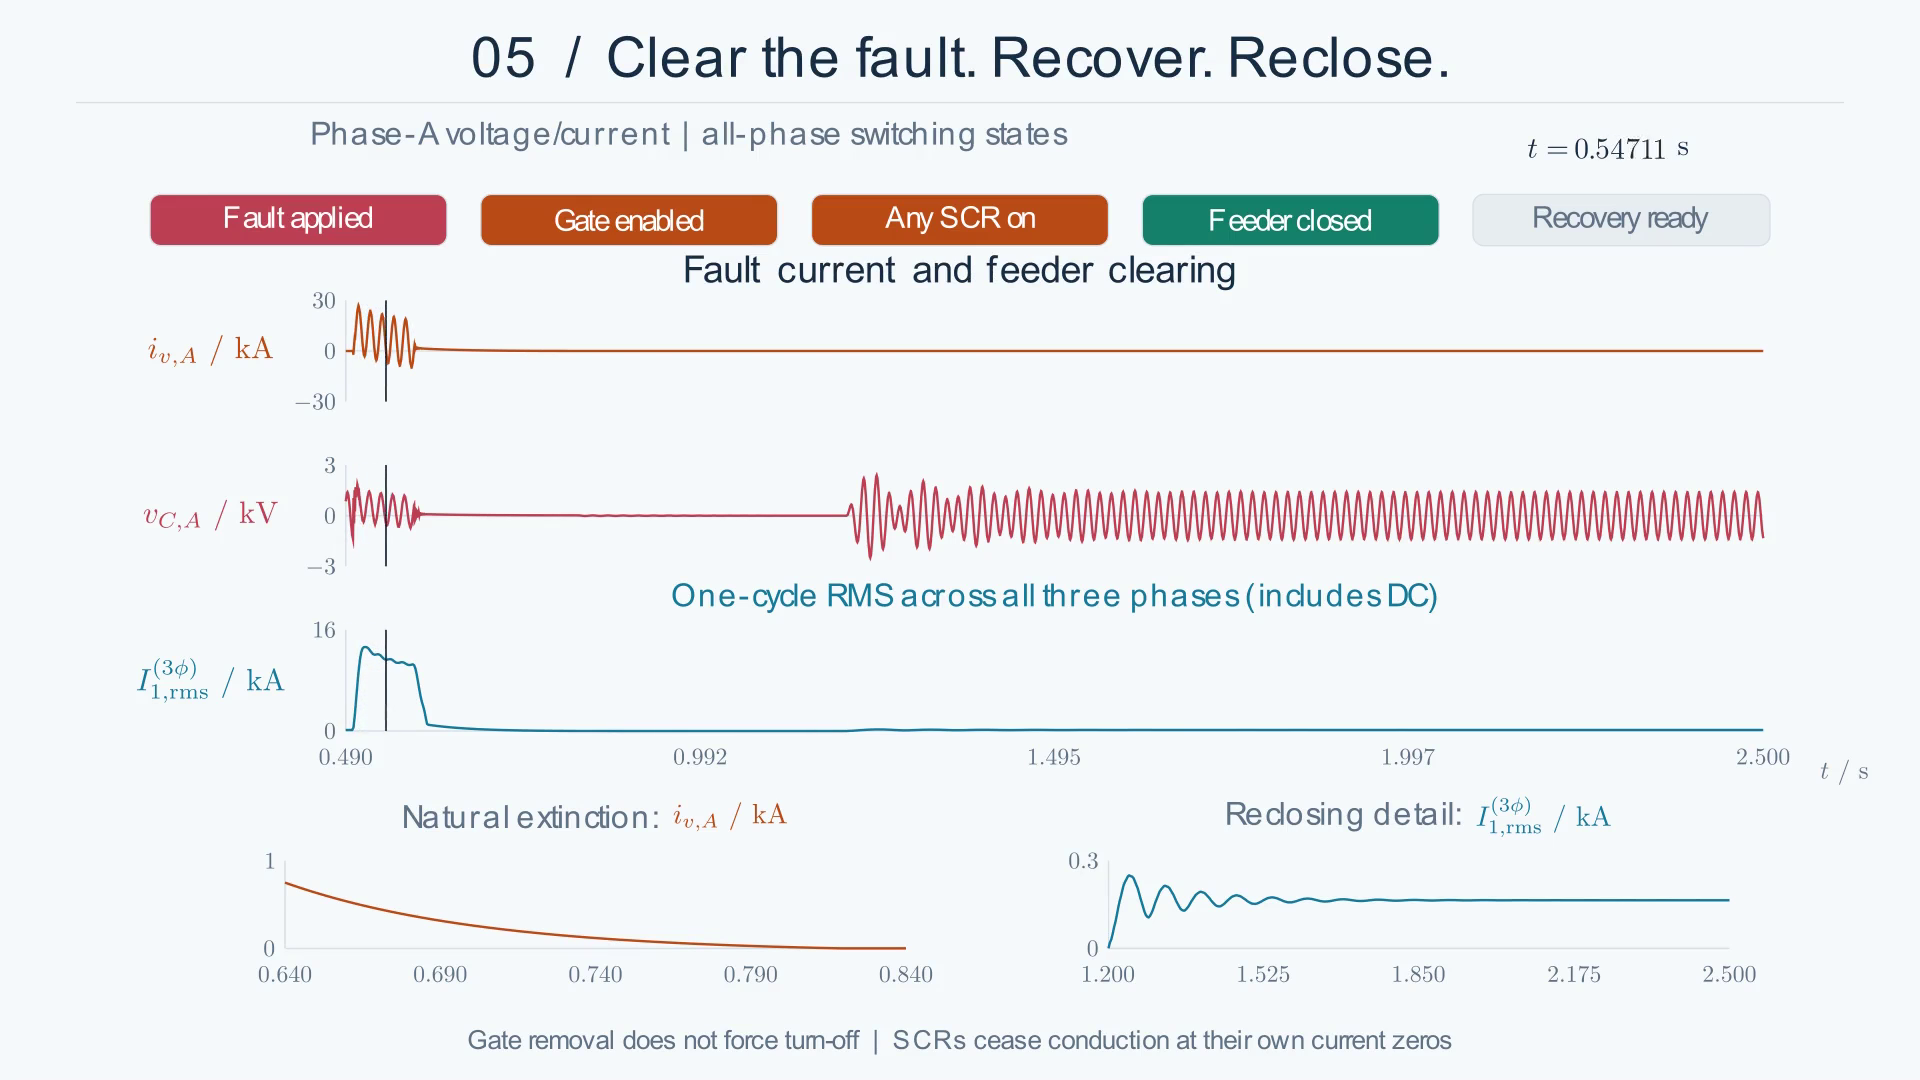 05 / Clear the fault. Recover. Reclose.
Phase-A voltage/current | all-phase switching states
t = 0.54711 s
Fault applied
Gate enabled
Any SCR on
Feeder closed
Recovery ready
Fault current and feeder clearing
30
i_{v,A} / kA
0
−30
3
v_{C,A} / kV
0
−3
One-cycle RMS across all three phases (includes DC)
16
I_{1,rms}^{(3ϕ)} / kA
0
0.490 0.992 1.495 1.997 2.500
t / s
Natural extinction: i_{v,A} / kA
1
0
0.640 0.690 0.740 0.790 0.840
Reclosing detail: I_{1,rms}^{(3ϕ)} / kA
0.3
0
1.200 1.525 1.850 2.175 2.500
Gate removal does not force turn-off | SCRs cease conduction at their own current zeros